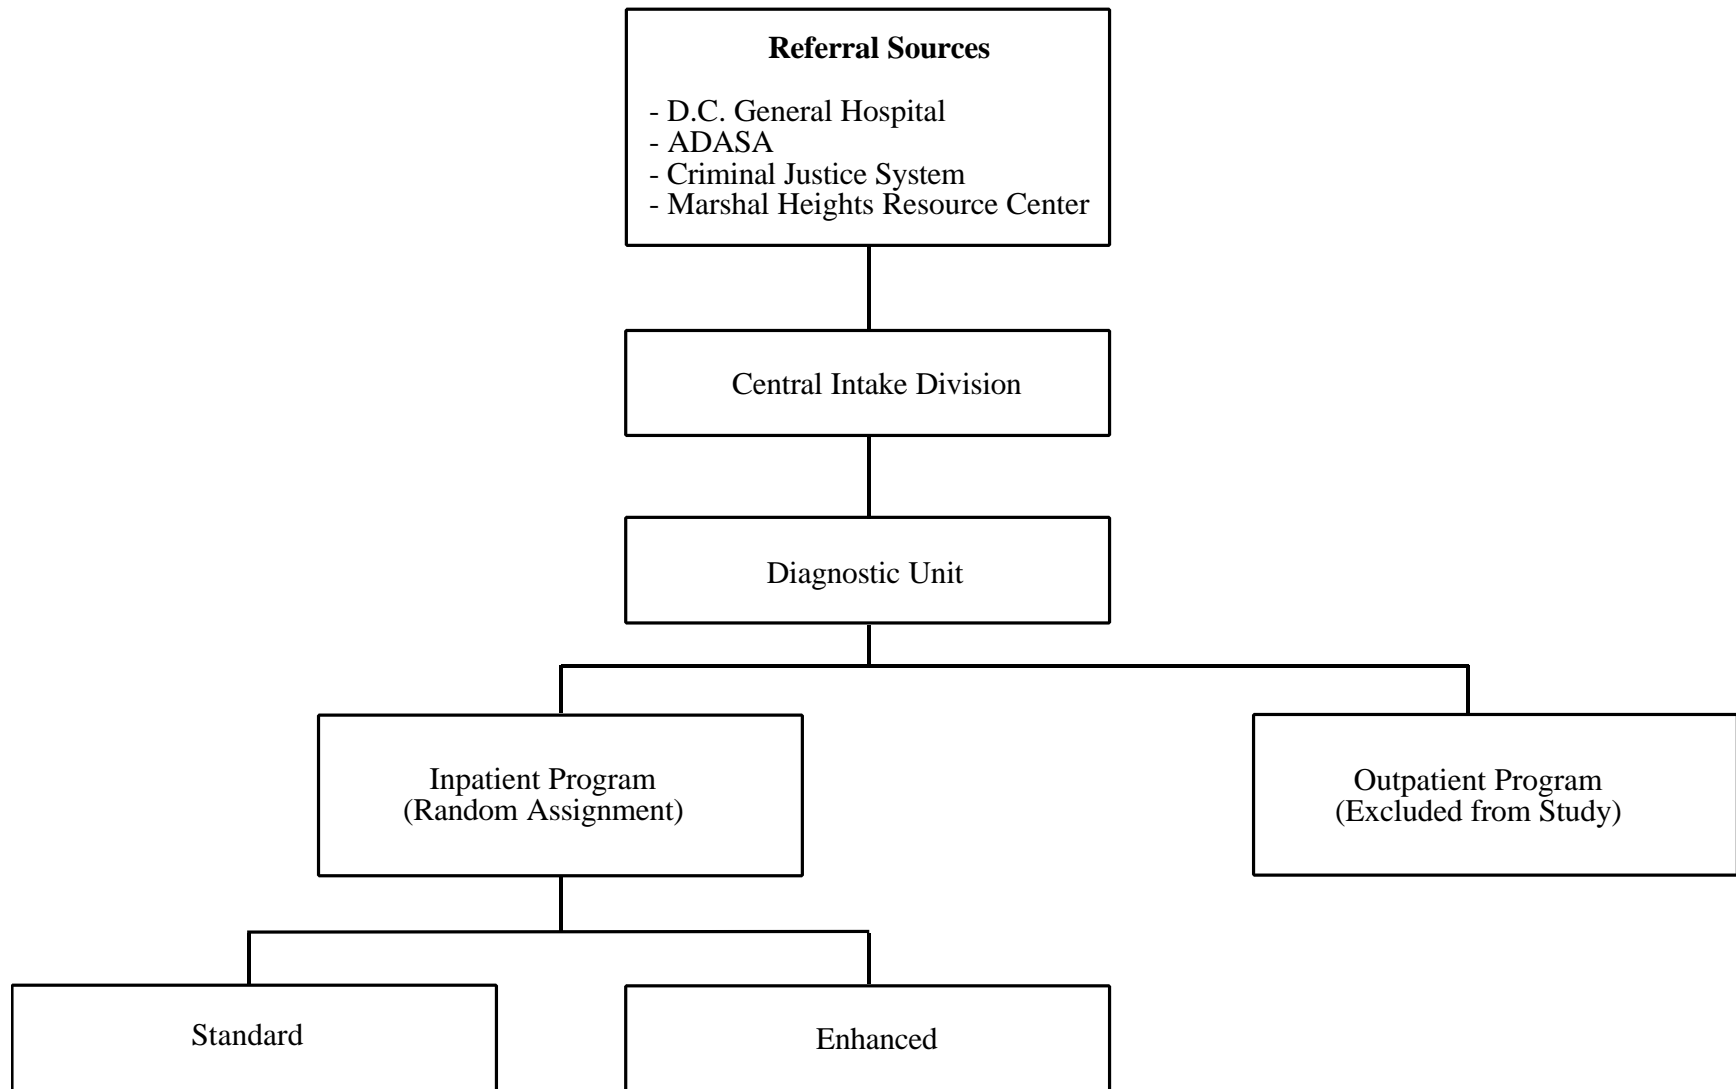 Referral Sources
- D.C. General Hospital
- ADASA
- Criminal Justice System
- Marshal Heights Resource Center
Central Intake Division
Diagnostic Unit
Inpatient Program
(Random Assignment)
Outpatient Program
(Excluded from Study)
Standard
Enhanced